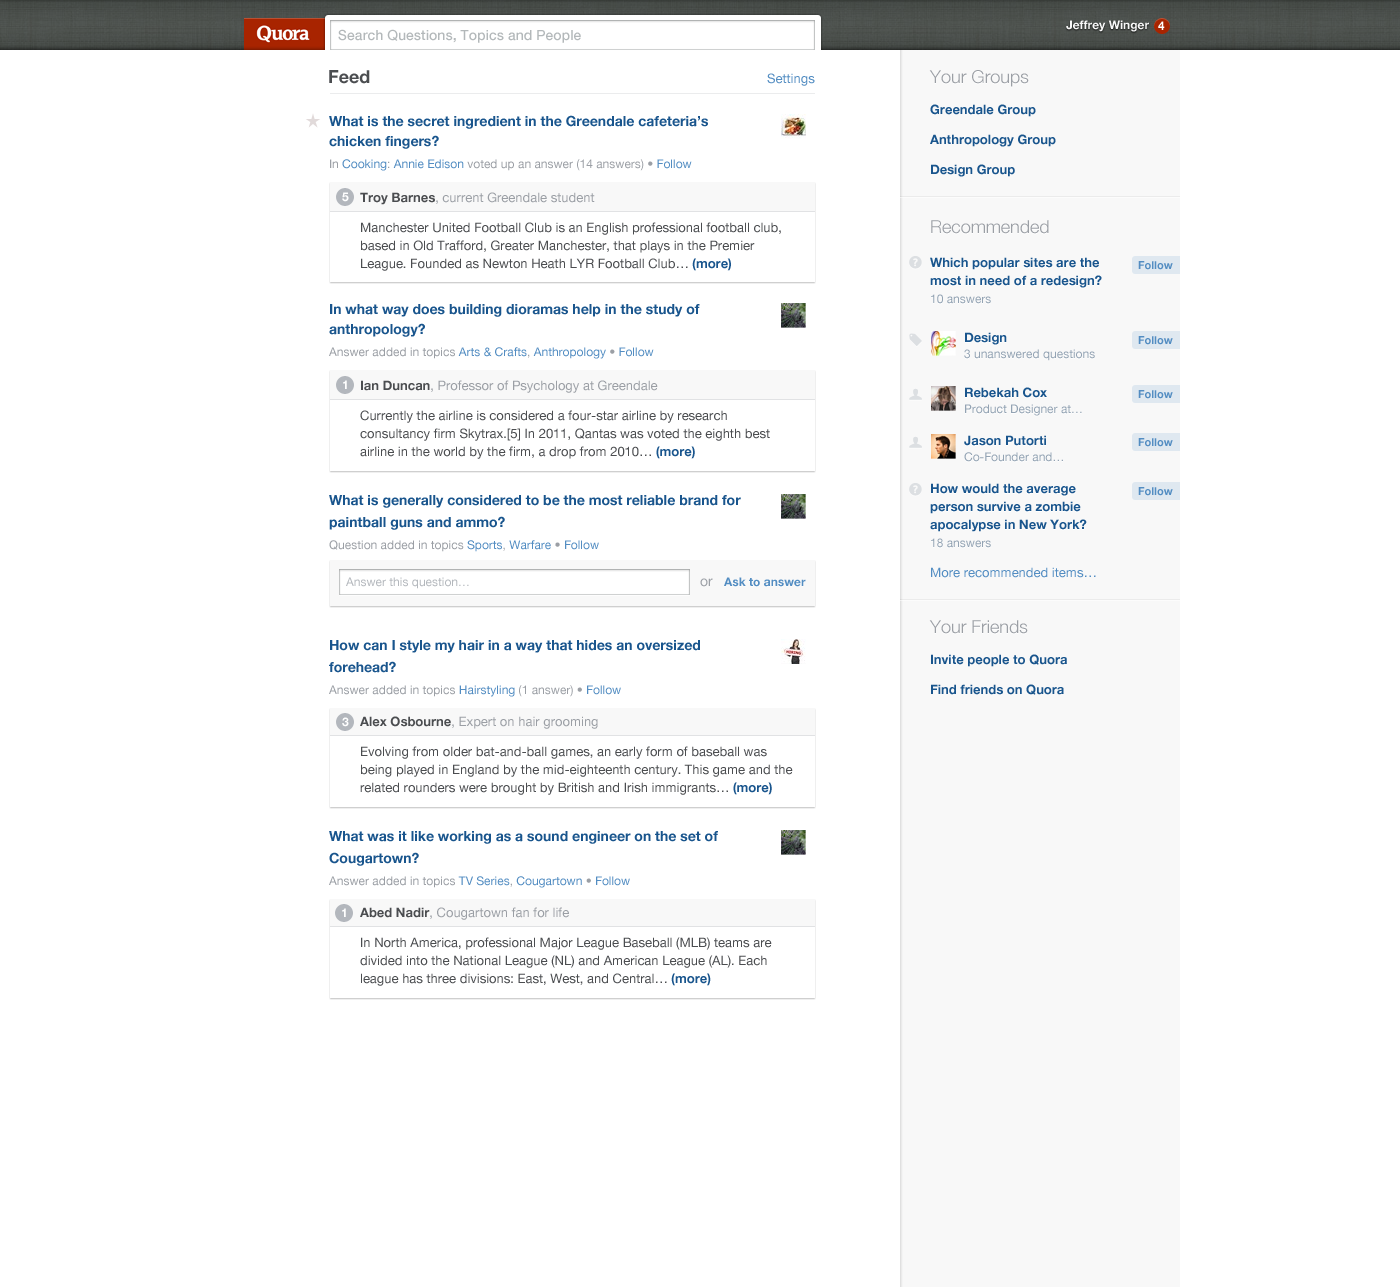 Quora
Search Questions, Topics and People
Jeffrey Winger 4
Feed
Settings
What is the secret ingredient in the Greendale cafeteria's
chicken fingers?
In Cooking: Annie Edison voted up an answer (14 answers) • Follow
5 Troy Barnes, current Greendale student
Manchester United Football Club is an English professional football club,
based in Old Trafford, Greater Manchester, that plays in the Premier
League. Founded as Newton Heath LYR Football Club… (more)
In what way does building dioramas help in the study of
anthropology?
Answer added in topics Arts & Crafts, Anthropology • Follow
1 Ian Duncan, Professor of Psychology at Greendale
Currently the airline is considered a four-star airline by research
consultancy firm Skytrax.[5] In 2011, Qantas was voted the eighth best
airline in the world by the firm, a drop from 2010… (more)
What is generally considered to be the most reliable brand for
paintball guns and ammo?
Question added in topics Sports, Warfare • Follow
Answer this question… or Ask to answer
How can I style my hair in a way that hides an oversized
forehead?
Answer added in topics Hairstyling (1 answer) • Follow
3 Alex Osbourne, Expert on hair grooming
Evolving from older bat-and-ball games, an early form of baseball was
being played in England by the mid-eighteenth century. This game and the
related rounders were brought by British and Irish immigrants… (more)
What was it like working as a sound engineer on the set of
Cougartown?
Answer added in topics TV Series, Cougartown • Follow
1 Abed Nadir, Cougartown fan for life
In North America, professional Major League Baseball (MLB) teams are
divided into the National League (NL) and American League (AL). Each
league has three divisions: East, West, and Central… (more)
Your Groups
Greendale Group
Anthropology Group
Design Group
Recommended
? Which popular sites are the
most in need of a redesign?
10 answers
Follow
Design
3 unanswered questions
Follow
Rebekah Cox
Product Designer at…
Follow
Jason Putorti
Co-Founder and…
Follow
? How would the average
person survive a zombie
apocalypse in New York?
18 answers
Follow
More recommended items…
Your Friends
Invite people to Quora
Find friends on Quora